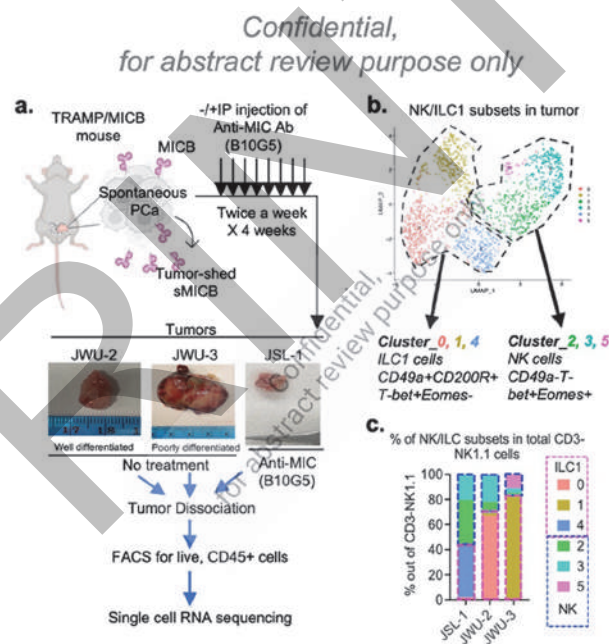 Confidential,
for abstract review purpose only
a.
TRAMP/MICB
mouse
MICB
Spontaneous
PCa
Tumor-shed
sMICB
-/+IP injection of
Anti-MIC Ab
(B10G5)
Twice a week
X 4 weeks
Tumors
JWU-2
JWU-3
JSL-1
Well differentiated
Poorly differentiated
No treatment
Anti-MIC
(B10G5)
Tumor Dissociation
FACS for live, CD45+ cells
Single cell RNA sequencing
Confidential,
for abstract review purpose only
b.
NK/ILC1 subsets in tumor
UMAP_2
UMAP_1
Cluster_0, 1, 4
ILC1 cells
CD49a+CD200R+
T-bet+Eomes-
Cluster_2, 3, 5
NK cells
CD49a-T-
bet+Eomes+
c.
% of NK/ILC subsets in total CD3-
NK1.1 cells
% out of CD3-NK1.1
100
80
60
40
20
0
JSL-1
JWU-2
JWU-3
ILC1
0
1
4
2
3
5
NK